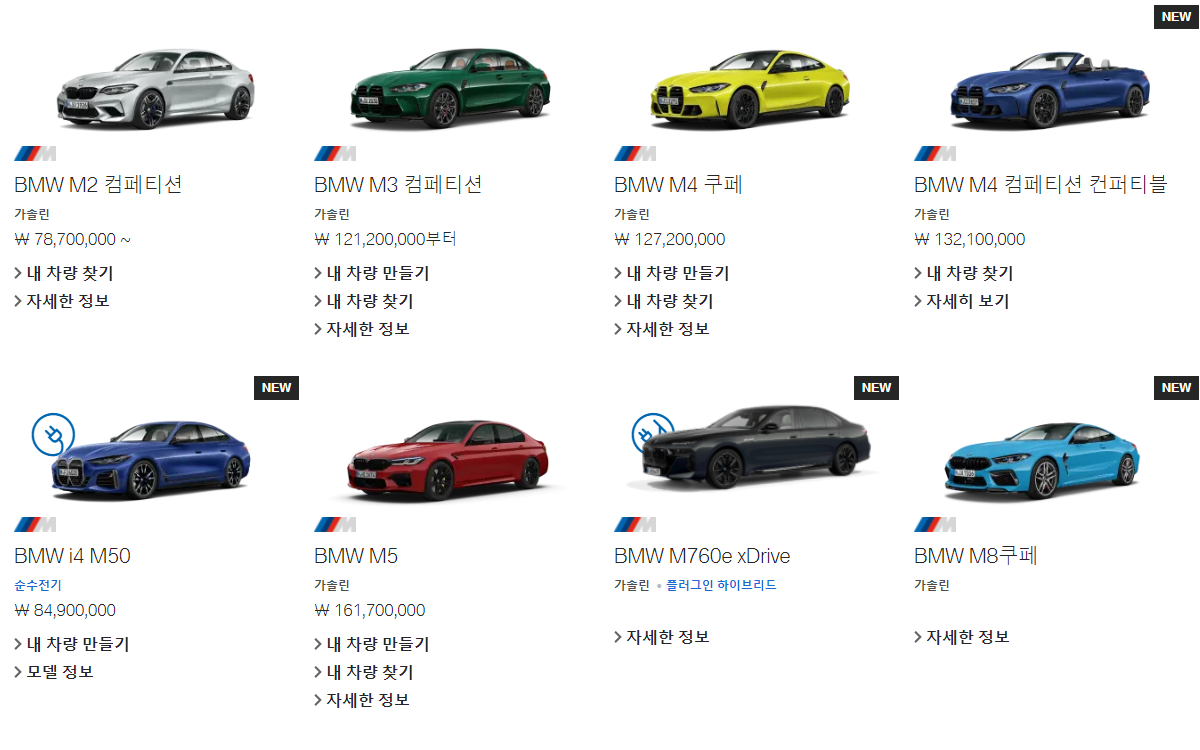 NEW
BMW M2 컴페티션
가솔린
₩ 78,700,000 ~
내 차량 찾기
자세한 정보
BMW M3 컴페티션
가솔린
₩ 121,200,000부터
내 차량 만들기
내 차량 찾기
자세한 정보
BMW M4 쿠페
가솔린
₩ 127,200,000
내 차량 만들기
내 차량 찾기
자세한 정보
BMW M4 컴페티션 컨퍼티블
가솔린
₩ 132,100,000
내 차량 찾기
자세히 보기
NEW
BMW i4 M50
순수전기
₩ 84,900,000
내 차량 만들기
모델 정보
BMW M5
가솔린
₩ 161,700,000
내 차량 만들기
내 차량 찾기
자세한 정보
NEW
BMW M760e xDrive
가솔린 • 플러그인 하이브리드
자세한 정보
NEW
BMW M8쿠페
가솔린
자세한 정보